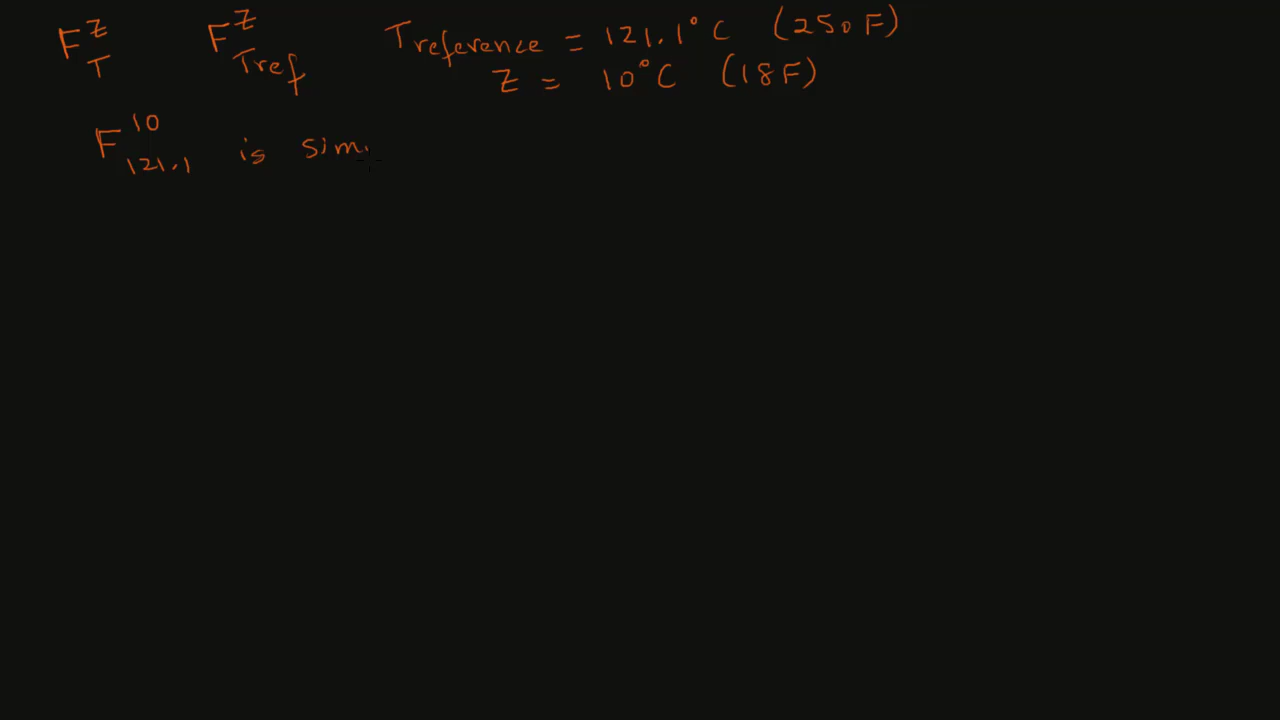 F^Z_T F^Z_Tref Treference = 121.1°C (250F)
Z = 10°C (18F)
F^10_121.1 is sim.